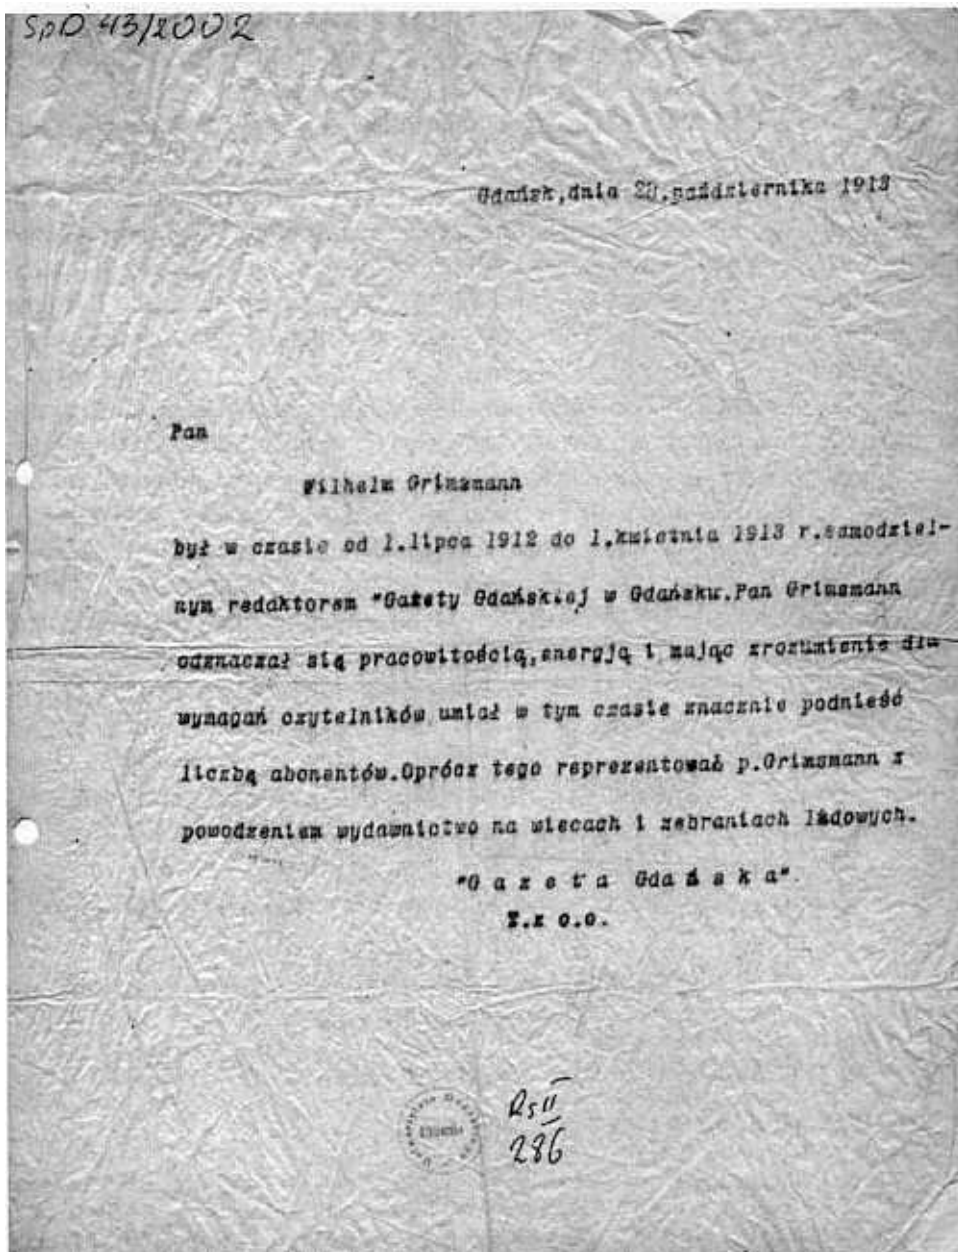 SpD 43/2002
Gdańsk,dnia 20.października 1913
Pan
Wilhelm Grimsmann
był w czasie od 1.lipca 1912 do 1.kwietnia 1913 r.samodziel-
nym redaktorem "Gazety Gdańskiej w Gdańsku.Pan Grimsmann
odznaczał się pracowitością,energją i mając zrozumienie dla
wymagań czytelników umiał w tym czasie znacznie podnieść
liczbą abonentów.Oprócz tego reprezentował p.Grimsmann z
powodzeniem wydawnictwo na wiecach i zebraniach ludowych.
"G a z e t a Gda ń s k a".
T.z o.o.
Rs II
286